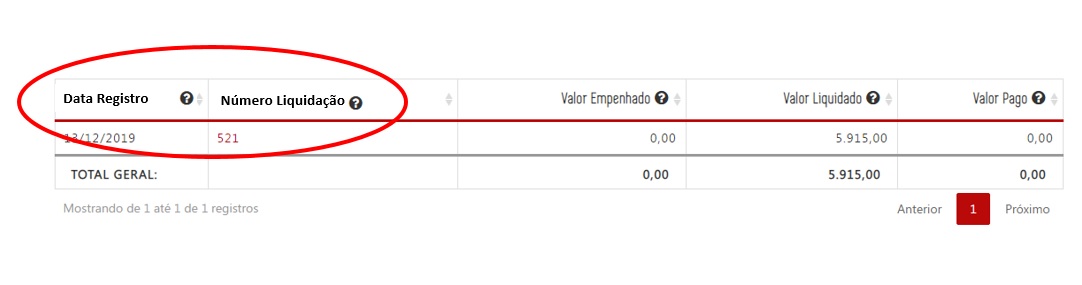 Data Registro ? Número Liquidação ? Valor Empenhado ? Valor Liquidado ? Valor Pago ?
13/12/2019 521 0,00 5.915,00 0,00
TOTAL GERAL: 0,00 5.915,00 0,00
Mostrando de 1 até 1 de 1 registros Anterior 1 Próximo